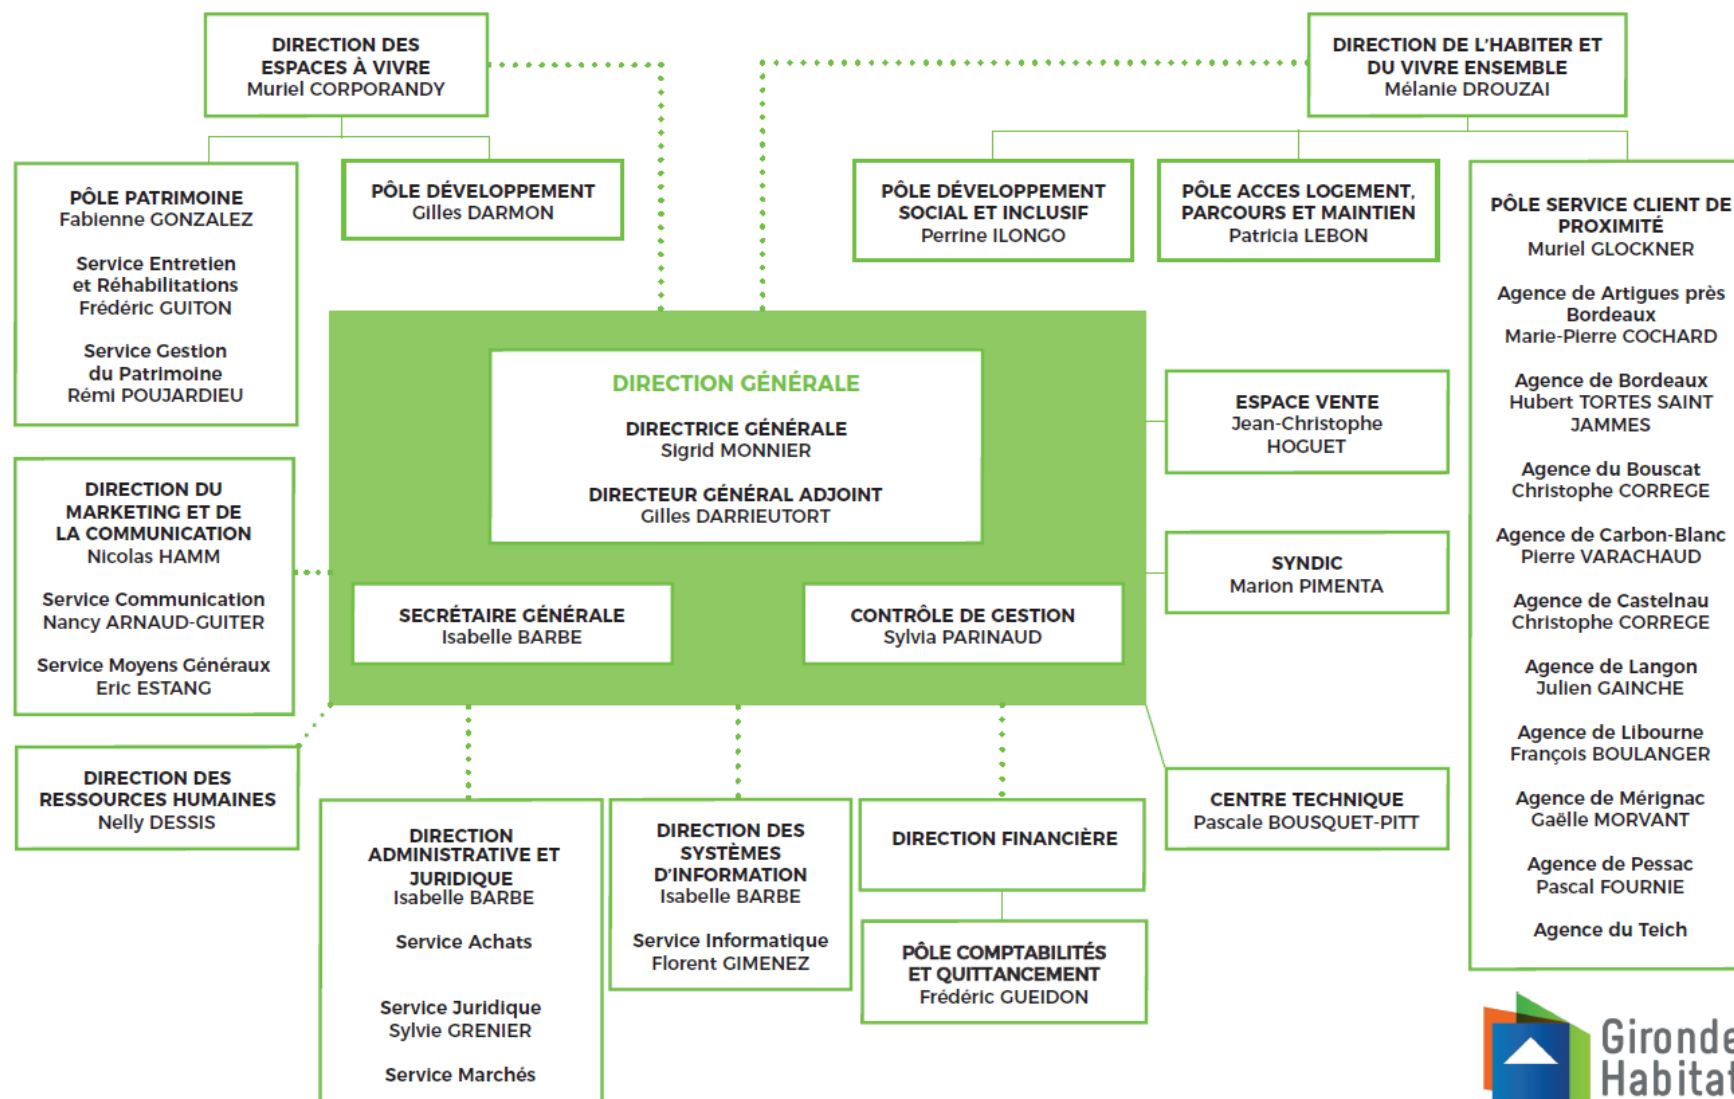 DIRECTION DES
ESPACES À VIVRE
Muriel CORPORANDY
DIRECTION DE L'HABITER ET
DU VIVRE ENSEMBLE
Mélanie DROUZAI
PÔLE PATRIMOINE
Fabienne GONZALEZ
Service Entretien
et Réhabilitations
Frédéric GUITON
Service Gestion
du Patrimoine
Rémi POUJARDIEU
PÔLE DÉVELOPPEMENT
Gilles DARMON
PÔLE DÉVELOPPEMENT
SOCIAL ET INCLUSIF
Perrine ILONGO
PÔLE ACCES LOGEMENT,
PARCOURS ET MAINTIEN
Patricia LEBON
PÔLE SERVICE CLIENT DE
PROXIMITÉ
Muriel GLOCKNER
Agence de Artigues près
Bordeaux
Marie-Pierre COCHARD
Agence de Bordeaux
Hubert TORTES SAINT
JAMMES
Agence du Bouscat
Christophe CORREGE
Agence de Carbon-Blanc
Pierre VARACHAUD
Agence de Castelnau
Christophe CORREGE
Agence de Langon
Julien GAINCHE
Agence de Libourne
François BOULANGER
Agence de Mérignac
Gaëlle MORVANT
Agence de Pessac
Pascal FOURNIE
Agence du Teich
DIRECTION GÉNÉRALE
DIRECTRICE GÉNÉRALE
Sigrid MONNIER
DIRECTEUR GÉNÉRAL ADJOINT
Gilles DARRIEUTORT
SECRÉTAIRE GÉNÉRALE
Isabelle BARBE
CONTRÔLE DE GESTION
Sylvia PARINAUD
ESPACE VENTE
Jean-Christophe
HOGUET
SYNDIC
Marion PIMENTA
DIRECTION DU
MARKETING ET DE
LA COMMUNICATION
Nicolas HAMM
Service Communication
Nancy ARNAUD-GUITER
Service Moyens Généraux
Eric ESTANG
DIRECTION DES
RESSOURCES HUMAINES
Nelly DESSIS
DIRECTION
ADMINISTRATIVE ET
JURIDIQUE
Isabelle BARBE
Service Achats
Service Juridique
Sylvie GRENIER
Service Marchés
DIRECTION DES
SYSTÈMES
D'INFORMATION
Isabelle BARBE
Service Informatique
Florent GIMENEZ
DIRECTION FINANCIÈRE
PÔLE COMPTABILITÉS
ET QUITTANCEMENT
Frédéric GUEIDON
CENTRE TECHNIQUE
Pascale BOUSQUET-PITT
Gironde
Habitat